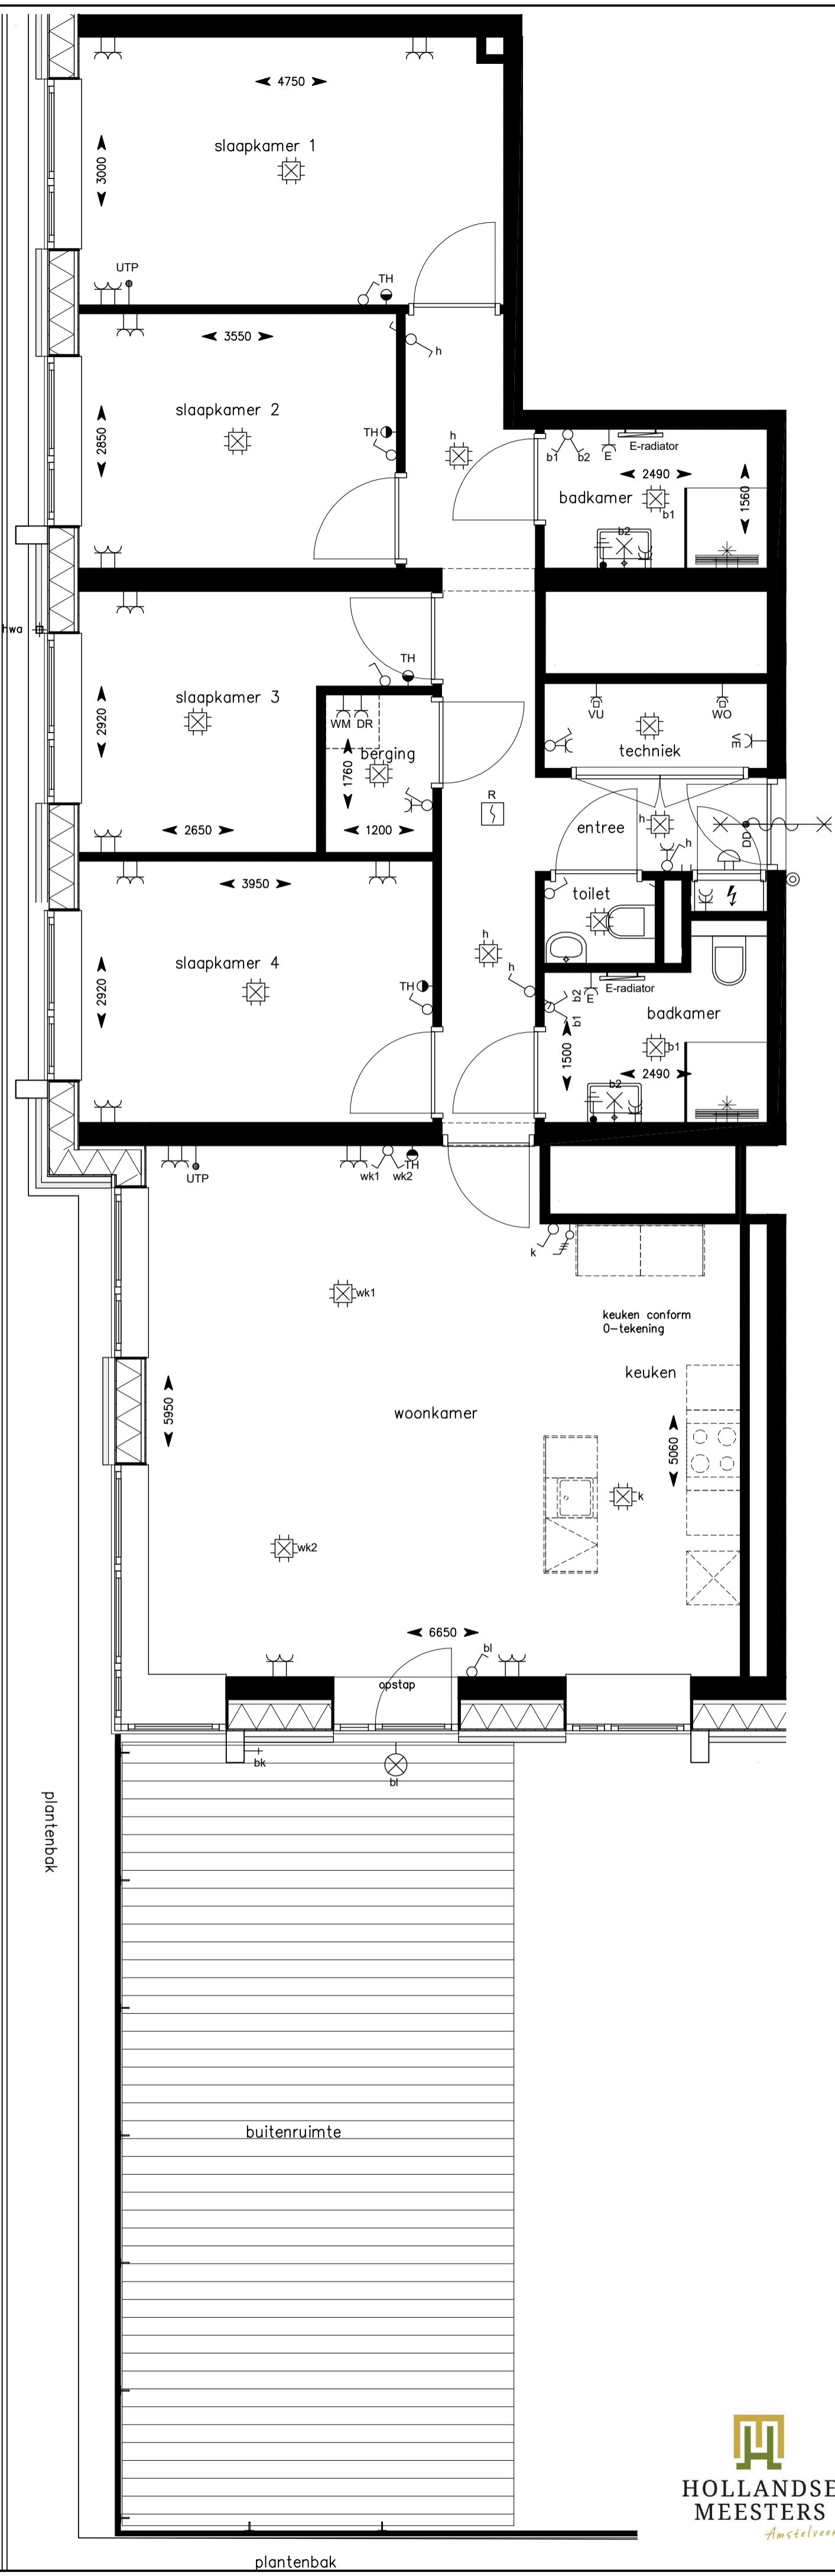 4750
slaapkamer 1
3000
UTP
TH
3550
h
slaapkamer 2
TH
2850
h
b1 b2
E
E-radiator
2490
badkamer
b1
1560
b2
hwa
TH
slaapkamer 3
2920
WM DR
berging
1760
VU
WO
VE
techniek
R
2650
1200
entree
h
h
DD
3950
toilet
slaapkamer 4
h
TH
h
2920
b2
b1
E
E-radiator
badkamer
b1
1500
2490
b2
UTP
wk1 wk2
TH
k
wk1
keuken conform
0-tekening
keuken
5950
woonkamer
5060
k
wk2
6650
bl
opstap
bk
bl
plantenbak
buitenruimte
HOLLANDSE
MEESTERS
Amstelveen
plantenbak